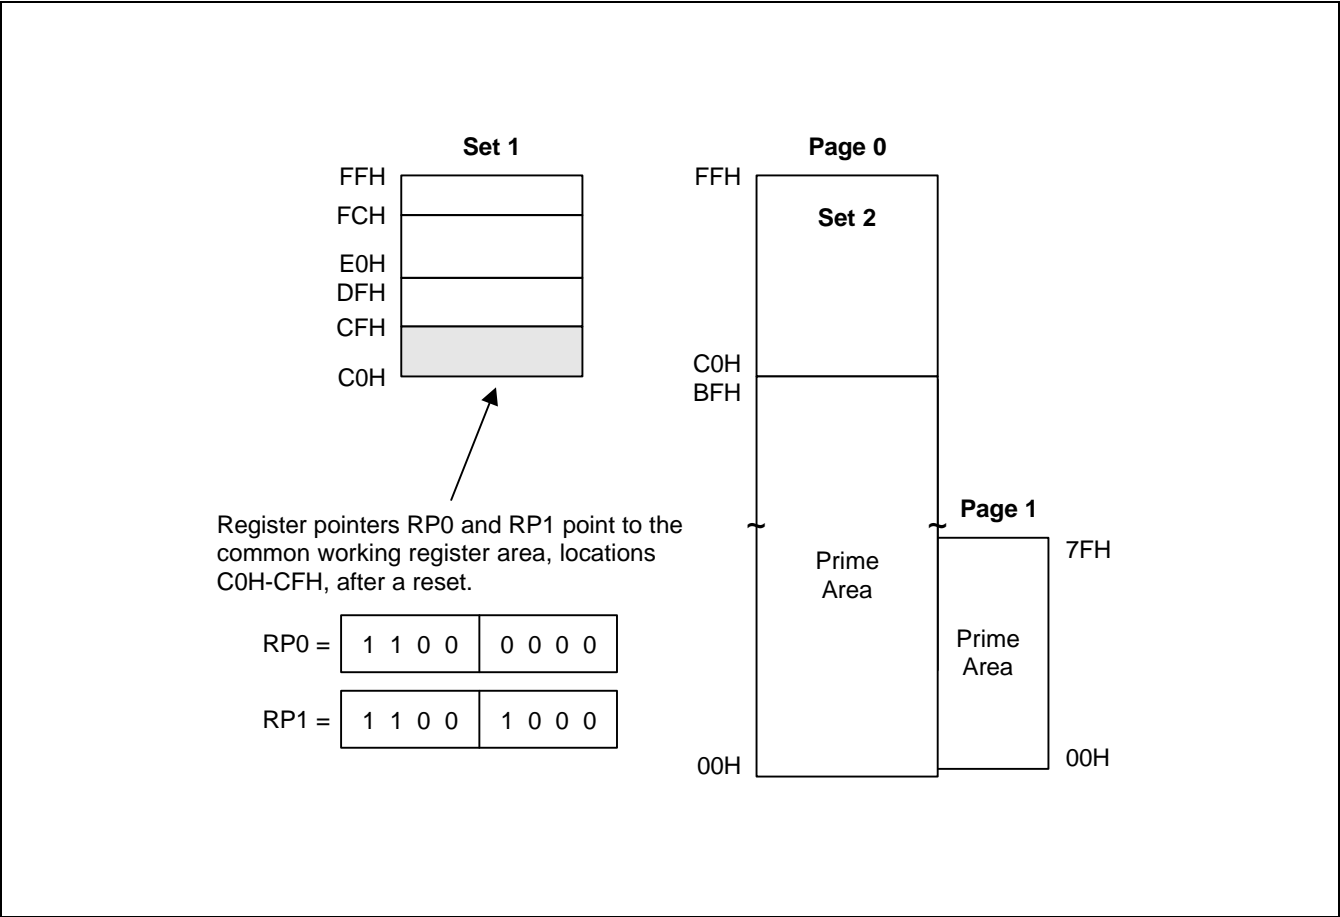 Set 1
FFH
FCH
E0H
DFH
CFH
C0H
Register pointers RP0 and RP1 point to the
common working register area, locations
C0H-CFH, after a reset.
RP0 = 1 1 0 0 0 0 0 0
RP1 = 1 1 0 0 1 0 0 0
Page 0
FFH
Set 2
C0H
BFH
~ ~
Prime
Area
00H
Page 1
7FH
Prime
Area
00H